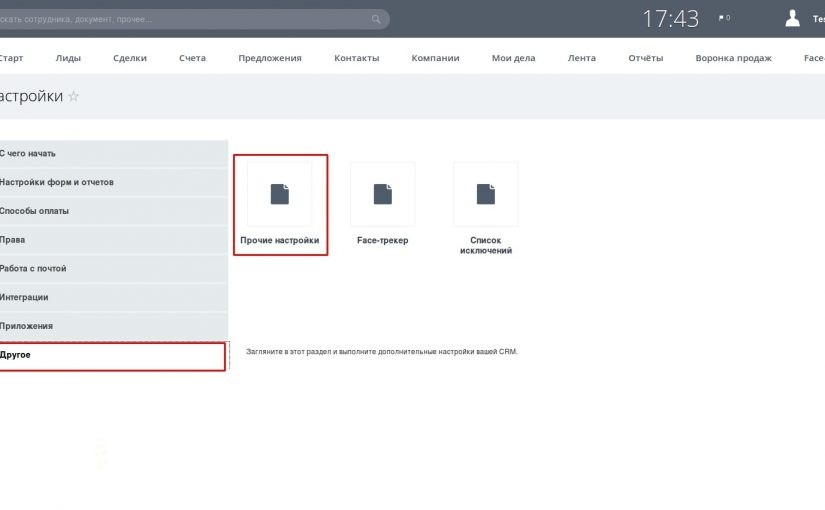 скать сотрудника, документ, прочее...
17:43
0
Tes
Старт Лиды Сделки Счета Предложения Контакты Компании Мои дела Лента Отчёты Воронка продаж Face-
астройки
С чего начать
Настройки форм и отчетов
Способы оплаты
Права
Работа с почтой
Интеграции
Приложения
Другое
Прочие настройки
Face-трекер
Список
исключений
Загляните в этот раздел и выполните дополнительные настройки вашей CRM.